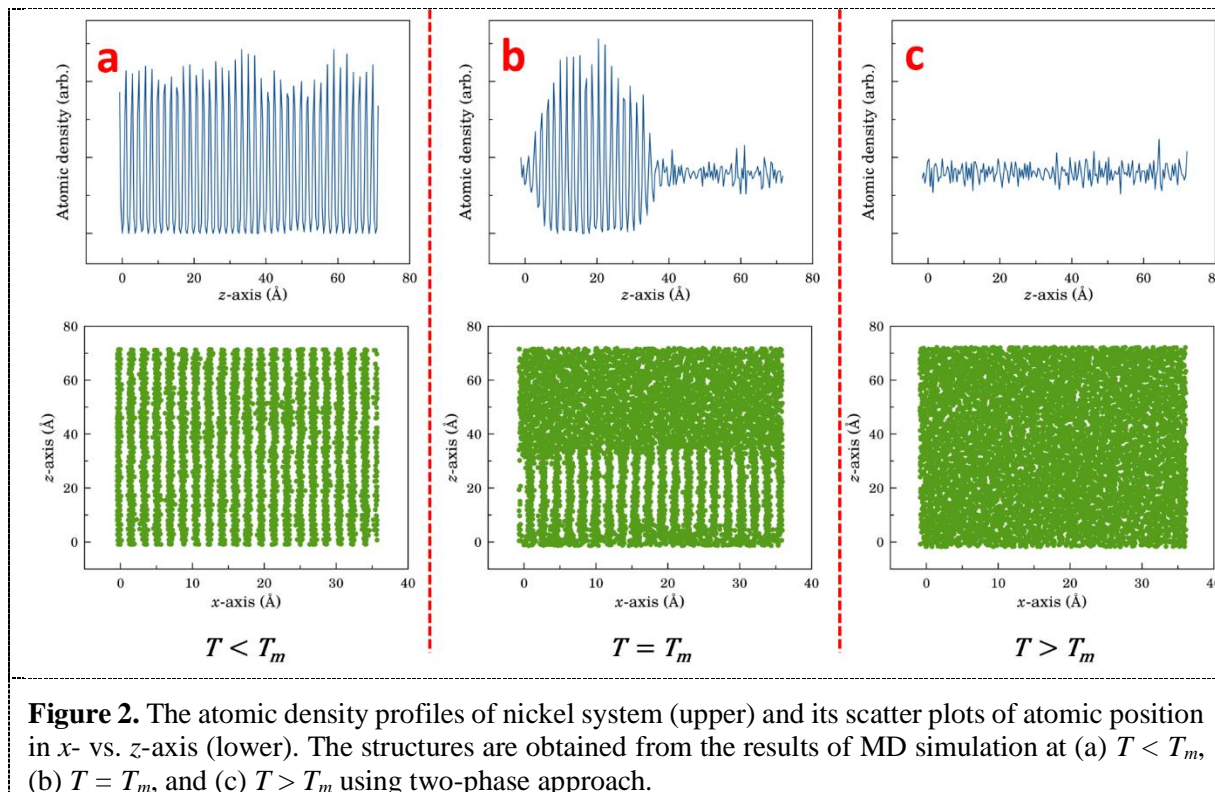 a
b
c
Atomic density (arb.)
Atomic density (arb.)
Atomic density (arb.)
0 20 40 60 80
0 20 40 60 80
0 20 40 60 80
z-axis (Å)
z-axis (Å)
z-axis (Å)
80
60
40
20
0
z-axis (Å)
0 10 20 30 40
x-axis (Å)
80
60
40
20
0
z-axis (Å)
0 10 20 30 40
x-axis (Å)
80
60
40
20
0
z-axis (Å)
0 10 20 30 40
x-axis (Å)
T < Tm
T = Tm
T > Tm
Figure 2. The atomic density profiles of nickel system (upper) and its scatter plots of atomic position
in x- vs. z-axis (lower). The structures are obtained from the results of MD simulation at (a) T < Tm,
(b) T = Tm, and (c) T > Tm using two-phase approach.